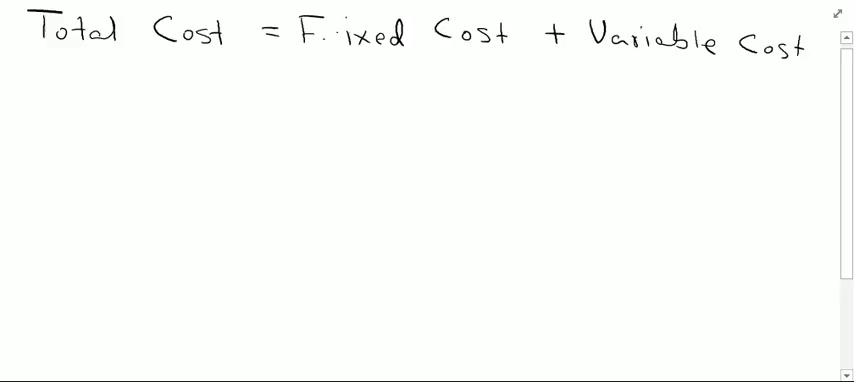 Total Cost = Fixed Cost + Variable Cost